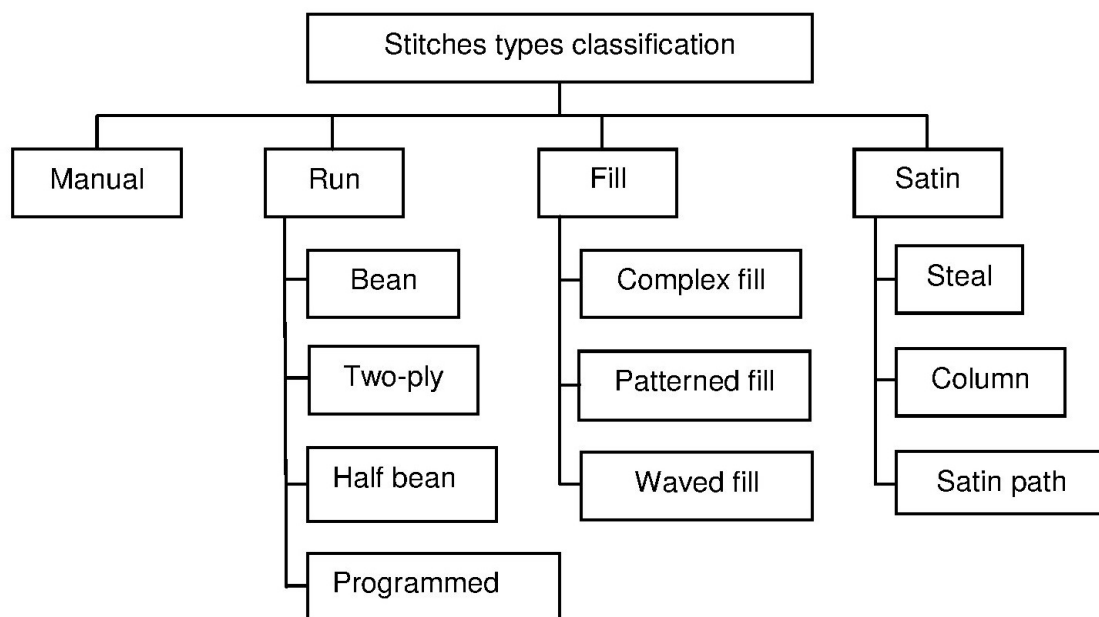 Stitches types classification
Manual
Run
Fill
Satin
Bean
Two-ply
Half bean
Programmed
Complex fill
Patterned fill
Waved fill
Steal
Column
Satin path